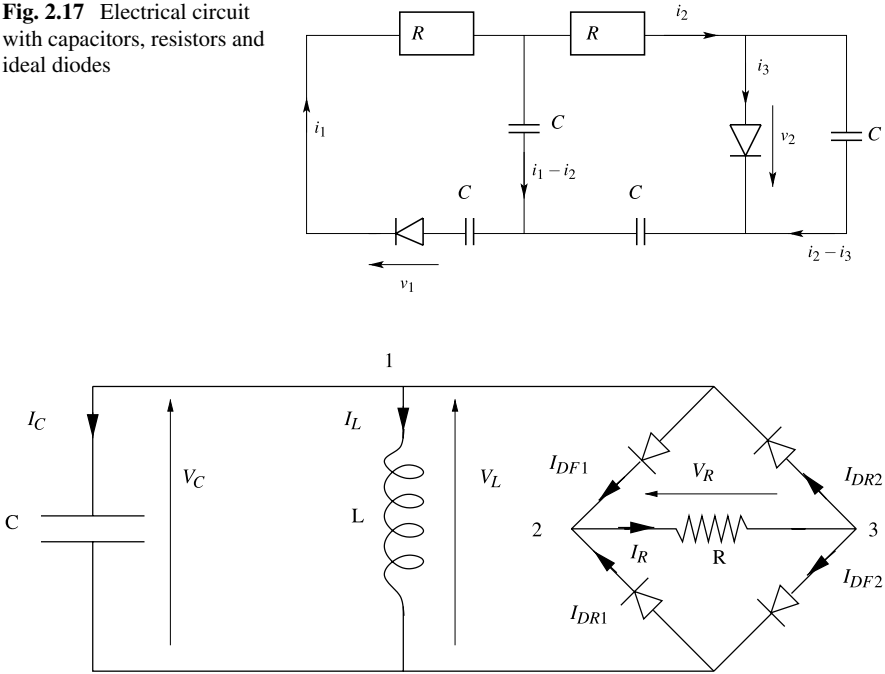 Fig. 2.17 Electrical circuit
with capacitors, resistors and
ideal diodes
R
R
i2
i3
i1
C
v2
C
i1 − i2
C
C
i2 − i3
v1
1
IC
IL
VC
VL
IDF1
VR
IDR2
C
L
2
3
IR
R
IDF2
IDR1